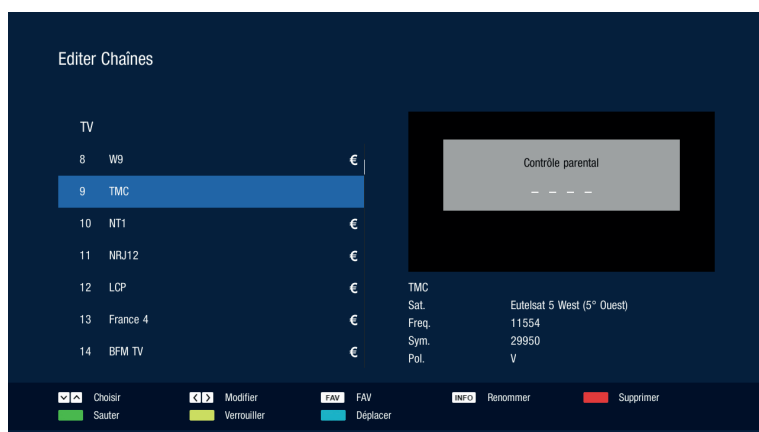 Editer Chaînes
TV
8 W9 €
9 TMC
10 NT1 €
11 NRJ12 €
12 LCP €
13 France 4 €
14 BFM TV €
Contrôle parental
_ _ _ _
TMC
Sat. Eutelsat 5 West (5° Ouest)
Freq. 11554
Sym. 29950
Pol. V
Choisir Modifier FAV FAV INFO Renommer Supprimer
Sauter Verrouiller Déplacer